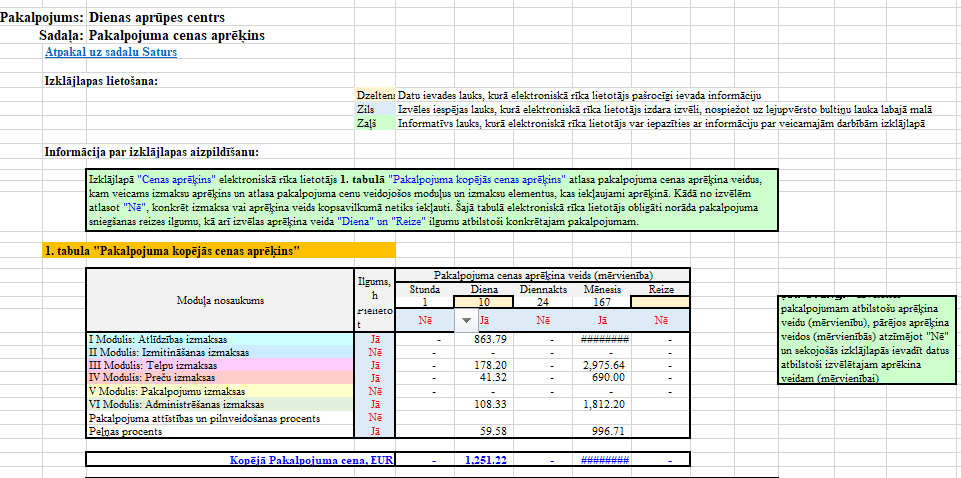 Pakalpojums: Dienas aprūpes centrs
Sadaļa: Pakalpojuma cenas aprēķins
Atpakaļ uz sadaļu Saturs
Izklājlapas lietošana:
Dzeltens Datu ievades lauks, kurā elektroniskā rīka lietotājs pašrocīgi ievada informāciju
Zils Izvēles iespējas lauks, kurā elektroniskā rīka lietotājs izdara izvēli, nospiežot uz lejupvērsto bultiņu lauka labajā malā
Zaļš Informatīvs lauks, kurā elektroniskā rīka lietotājs var iepazīties ar informāciju par veicamajām darbībām izklājlapā
Informācija par izklājlapas aizpildīšanu:
Izklājlapā "Cenas aprēķins" elektroniskā rīka lietotājs 1. tabulā "Pakalpojuma kopējās cenas aprēķins" atlasa pakalpojuma cenas aprēķina veidus,
kam veicams izmaksu aprēķins un atlasa pakalpojuma cenu veidojošos moduļus un izmaksu elementus, kas iekļaujami aprēķinā. Kādā no izvēlēm
atlasot "Nē", konkrēt izmaksa vai aprēķina veids kopsavilkumā netiks iekļauti. Šajā tabulā elektroniskā rīka lietotājs obligāti norāda pakalpojuma
sniegšanas reizes ilgumu, kā arī izvēlas aprēķina veida "Diena" un "Reize" ilgumu atbilstoši konkrētajam pakalpojumam.
1. tabula "Pakalpojuma kopējās cenas aprēķins"
Moduļa nosaukums Ilgums, h Pakalpojuma cenas aprēķina veids (mērvienība)
Stunda Diena Diennakts Mēnesis Reize
1 10 24 167
Nē Jā Nē Jā Nē
I Modulis: Atlīdzības izmaksas Jā - 863.79 - ######## -
II Modulis: Izmitināšanas izmaksas Nē - - - - -
III Modulis: Telpu izmaksas Jā - 178.20 - 2,975.64 -
IV Modulis: Preču izmaksas Jā - 41.32 - 690.00 -
V Modulis: Pakalpojumu izmaksas Nē - - - - -
VI Modulis: Administrēšanas izmaksas Jā 108.33 1,812.20
Pakalpojuma attīstības un pilnveidošanas procents Nē
Peļņas procents Jā 59.58 996.71
Kopējā Pakalpojuma cena, EUR - 1,251.22 - ######## -
pakalpojumam atbilstošu aprēķina
veidu (mērvienību), pārējos aprēķina
veidos (mērvienībās) atzīmējot "Nē"
un sekojošās izklājlapās ievadīt datus
atbilstoši izvēlētajam aprēķina
veidam (mērvienībai)